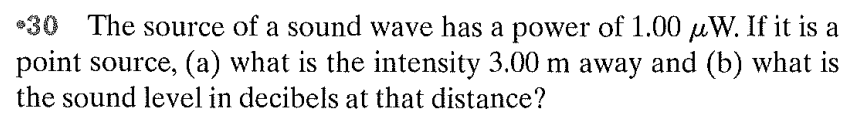 •30 The source of a sound wave has a power of 1.00 μW. If it is a
point source, (a) what is the intensity 3.00 m away and (b) what is
the sound level in decibels at that distance?